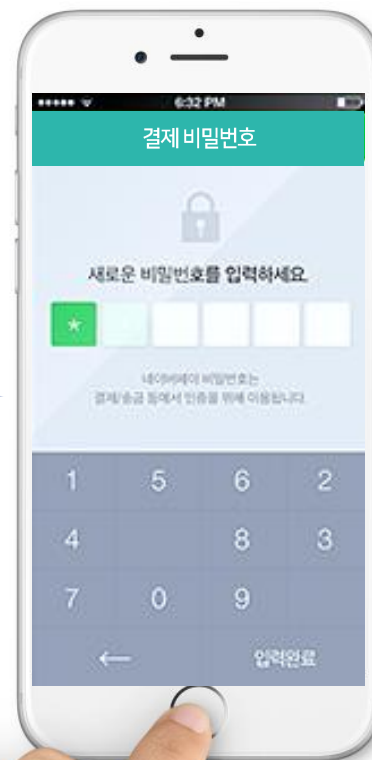 6:32 PM
결제 비밀번호
새로운 비밀번호를 입력하세요.
*
네이버페이 비밀번호는
결제/송금 등에서 인증을 위해 이용됩니다.
1 5 6 2
4 8 3
7 0 9
← 입력완료